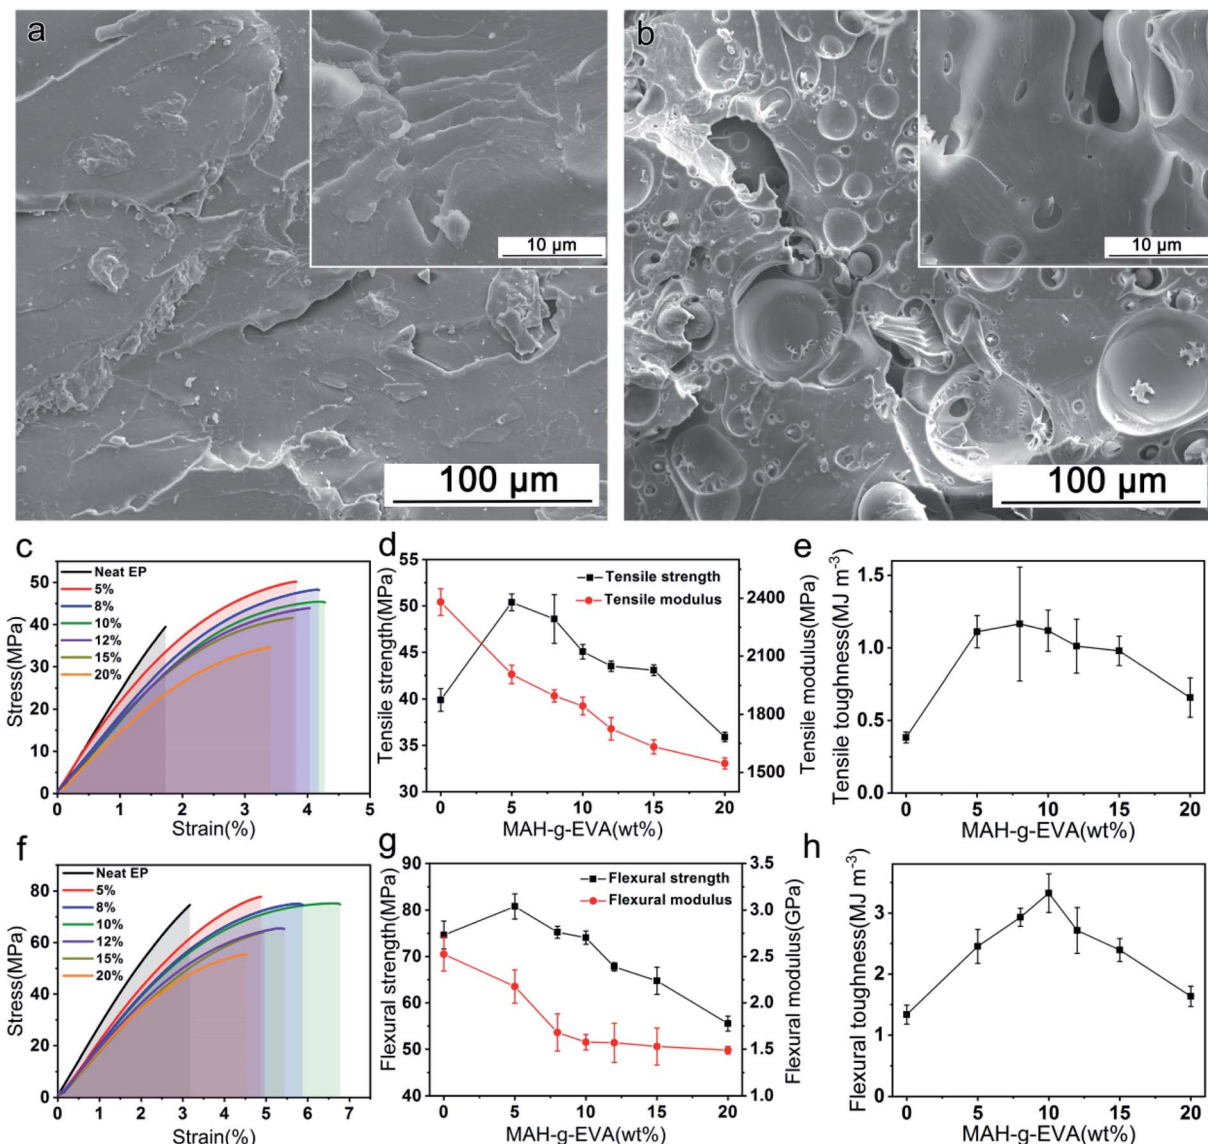 a
10 µm
100 µm
b
10 µm
100 µm
c
Stress(MPa)
50
40
30
20
10
0
Neat EP
5%
8%
10%
12%
15%
20%
0 1 2 3 4 5
Strain(%)
d
Tensile strength(MPa)
55
50
45
40
35
30
Tensile strength
Tensile modulus
2400
2100
1800
1500
Tensile modulus(MPa)
0 5 10 15 20
MAH-g-EVA(wt%)
e
Tensile toughness(MJ m-3)
1.5
1.0
0.5
0.0
0 5 10 15 20
MAH-g-EVA(wt%)
f
Stress(MPa)
80
60
40
20
0
Neat EP
5%
8%
10%
12%
15%
20%
0 1 2 3 4 5 6 7
Strain(%)
g
Flexural strength(MPa)
90
80
70
60
50
40
Flexural strength
Flexural modulus
3.5
3.0
2.5
2.0
1.5
1.0
Flexural modulus(GPa)
0 5 10 15 20
MAH-g-EVA(wt%)
h
Flexural toughness(MJ m-3)
3
2
1
0
0 5 10 15 20
MAH-g-EVA(wt%)